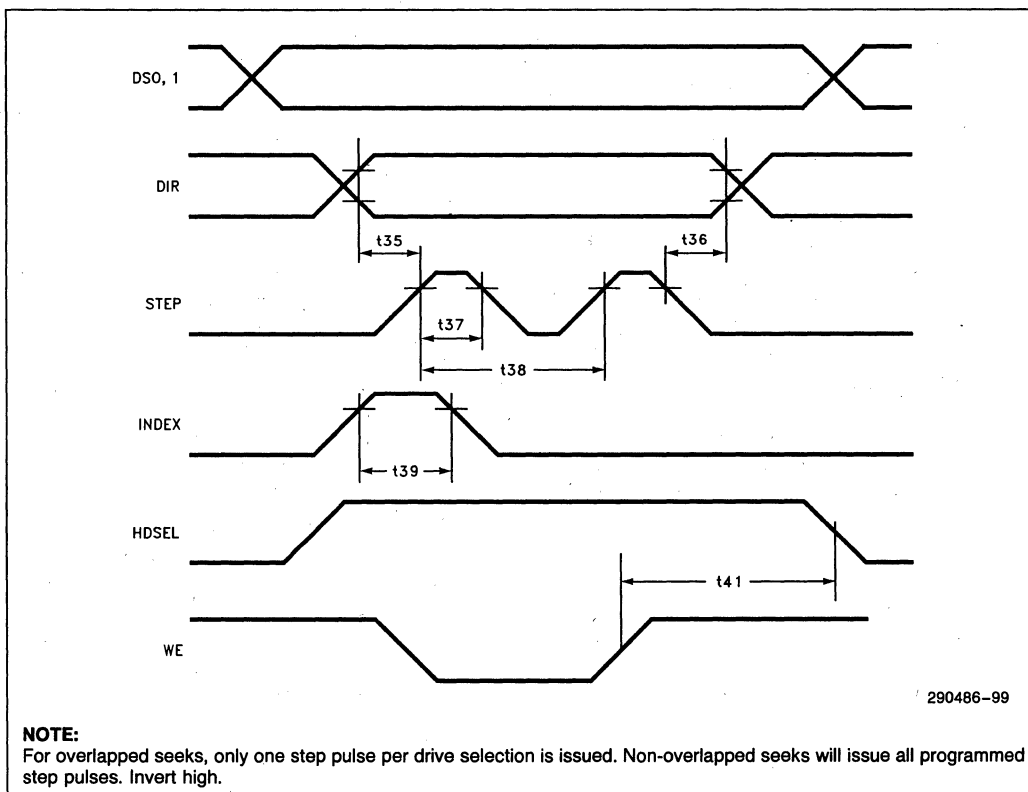 DSO, 1
DIR
t35
t36
STEP
t37
t38
INDEX
t39
HDSEL
t41
WE
290486–99
NOTE:
For overlapped seeks, only one step pulse per drive selection is issued. Non-overlapped seeks will issue all programmed
step pulses. Invert high.